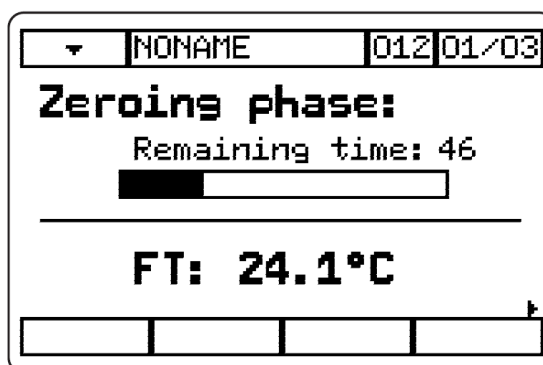 NONAME 012 01/03
Zeroing phase:
Remaining time: 46
FT: 24.1°C